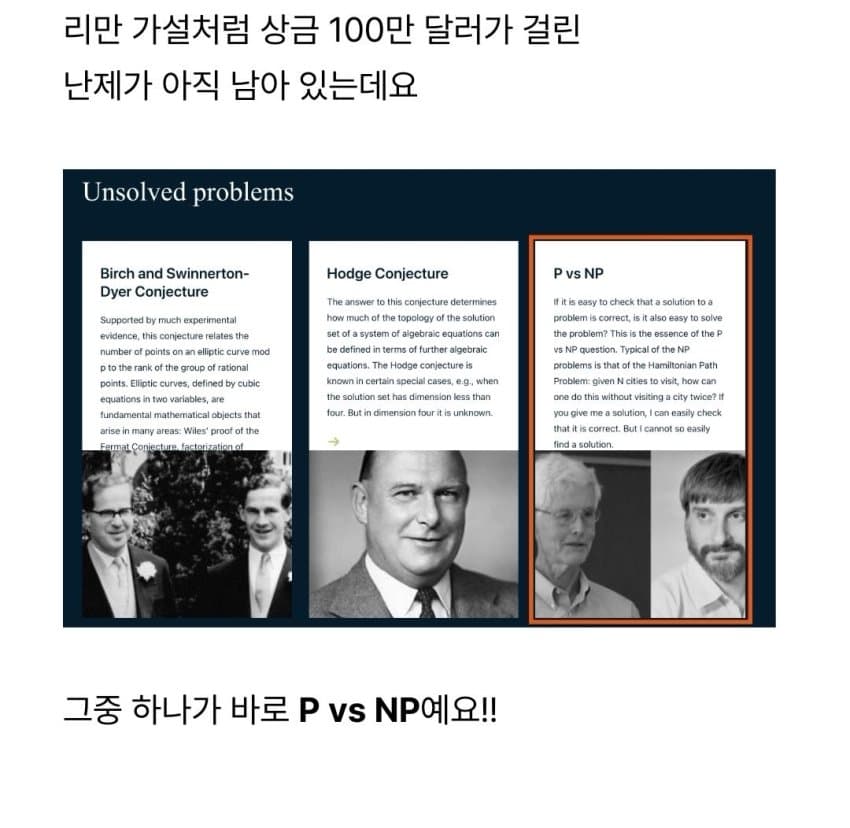 리만 가설처럼 상금 100만 달러가 걸린
난제가 아직 남아 있는데요
Unsolved problems
Birch and Swinnerton-
Dyer Conjecture
Supported by much experimental
evidence, this conjecture relates the
number of points on an elliptic curve mod
p to the rank of the group of rational
points. Elliptic curves, defined by cubic
equations in two variables, are
fundamental mathematical objects that
arise in many areas: Wiles' proof of the
Fermat Conjecture, factorization of
Hodge Conjecture
The answer to this conjecture determines
how much of the topology of the solution
set of a system of algebraic equations can
be defined in terms of further algebraic
equations. The Hodge conjecture is
known in certain special cases, e.g., when
the solution set has dimension less than
four. But in dimension four it is unknown.
P vs NP
If it is easy to check that a solution to a
problem is correct, is it also easy to solve
the problem? This is the essence of the P
vs NP question. Typical of the NP
problems is that of the Hamiltonian Path
Problem: given N cities to visit, how can
one do this without visiting a city twice? If
you give me a solution, I can easily check
that it is correct. But I cannot so easily
find a solution.
그중 하나가 바로 P vs NP예요!!